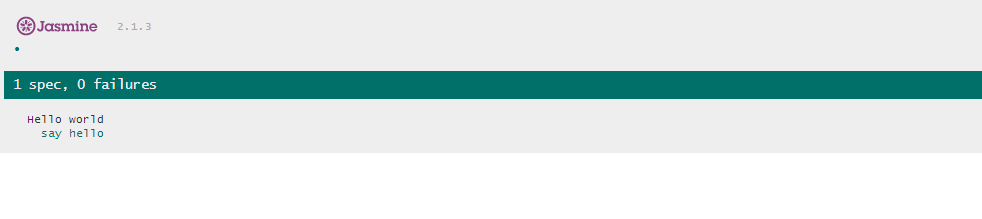 Jasmine 2.1.3
•
1 spec, 0 failures
Hello world
say hello